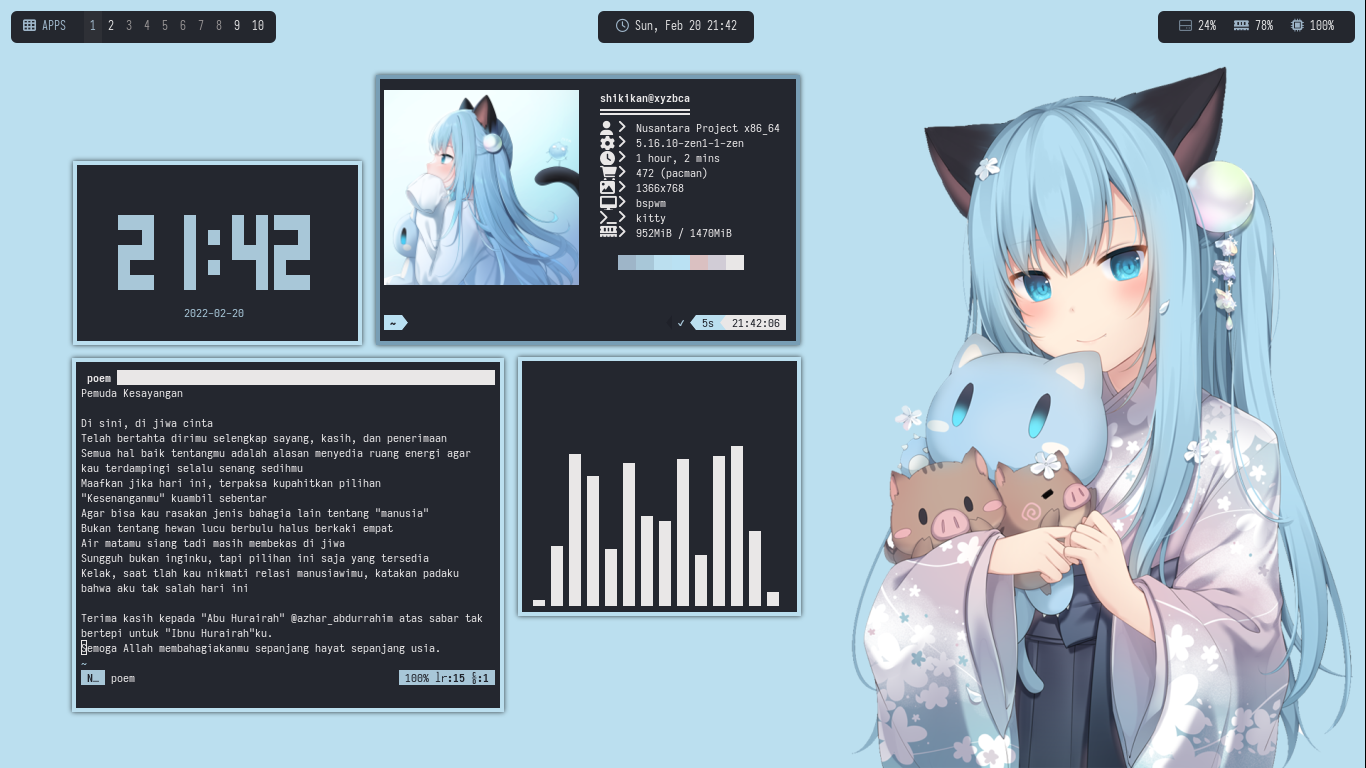 APPS 1 2 3 4 5 6 7 8 9 10
Sun, Feb 20 21:42
24% 78% 100%
21:42
2022-02-20
shikikan@xyzbca
Nusantara Project x86_64
5.16.10-zen1-1-zen
1 hour, 2 mins
472 (pacman)
1366x768
bspwm
kitty
952MiB / 1470MiB
~ ✓ 5s 21:42:06
poem
Pemuda Kesayangan
Di sini, di jiwa cinta
Telah bertahta dirimu selengkap sayang, kasih, dan penerimaan
Semua hal baik tentangmu adalah alasan menyedia ruang energi agar
kau terdampingi selalu senang sedihmu
Maafkan jika hari ini, terpaksa kupahitkan pilihan
"Kesenanganmu" kuambil sebentar
Agar bisa kau rasakan jenis bahagia lain tentang "manusia"
Bukan tentang hewan lucu berbulu halus berkaki empat
Air matamu siang tadi masih membekas di jiwa
Sungguh bukan inginku, tapi pilihan ini saja yang tersedia
Kelak, saat tlah kau nikmati relasi manusiawimu, katakan padaku
bahwa aku tak salah hari ini
Terima kasih kepada "Abu Hurairah" @azhar_abdurrahim atas sabar tak
bertepi untuk "Ibnu Hurairah"ku.
Semoga Allah membahagiakanmu sepanjang hayat sepanjang usia.
~
N… poem 100% :15 :1